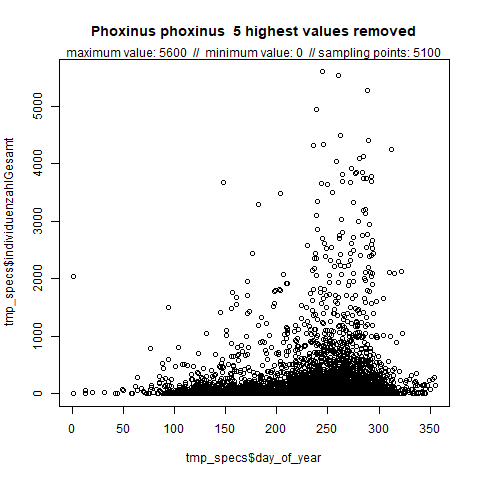 Phoxinus phoxinus  5 highest values removed
maximum value: 5600  //  minimum value: 0  // sampling points: 5100
tmp_specs$individuenzahlGesamt
5000
4000
3000
2000
1000
0
0 50 100 150 200 250 300 350
tmp_specs$day_of_year